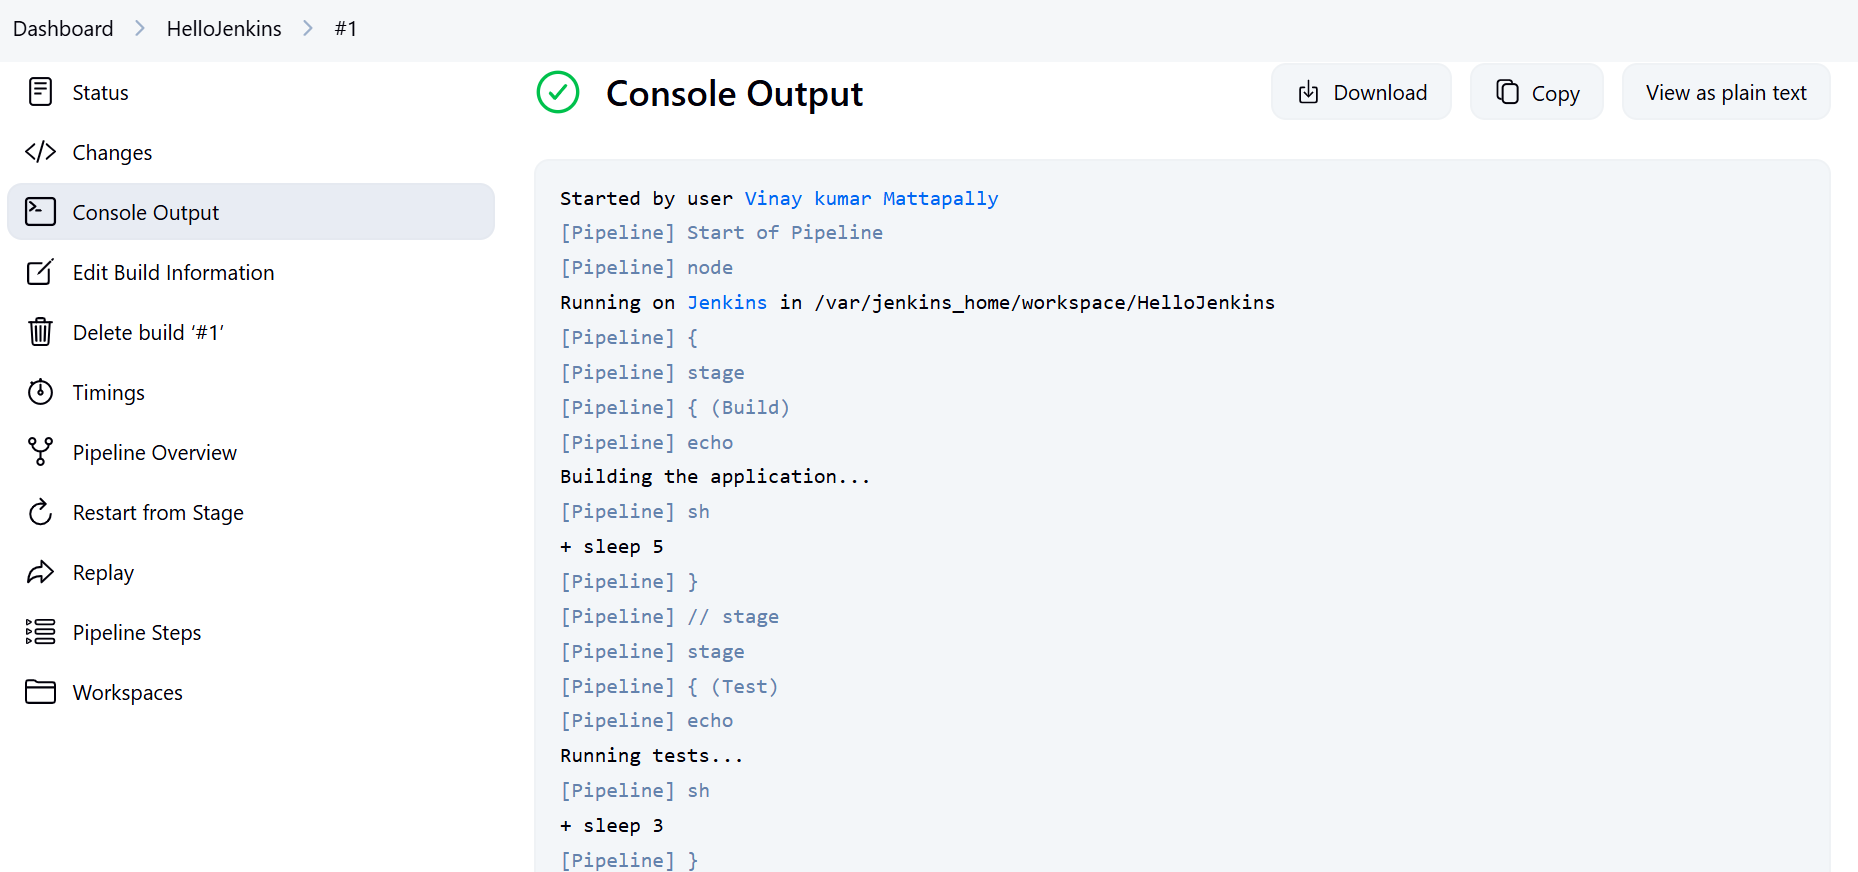 Dashboard > HelloJenkins > #1
Status
Changes
Console Output
Edit Build Information
Delete build ‘#1’
Timings
Pipeline Overview
Restart from Stage
Replay
Pipeline Steps
Workspaces
Console Output
Download
Copy
View as plain text
Started by user Vinay kumar Mattapally
[Pipeline] Start of Pipeline
[Pipeline] node
Running on Jenkins in /var/jenkins_home/workspace/HelloJenkins
[Pipeline] {
[Pipeline] stage
[Pipeline] { (Build)
[Pipeline] echo
Building the application...
[Pipeline] sh
+ sleep 5
[Pipeline] }
[Pipeline] // stage
[Pipeline] stage
[Pipeline] { (Test)
[Pipeline] echo
Running tests...
[Pipeline] sh
+ sleep 3
[Pipeline] }